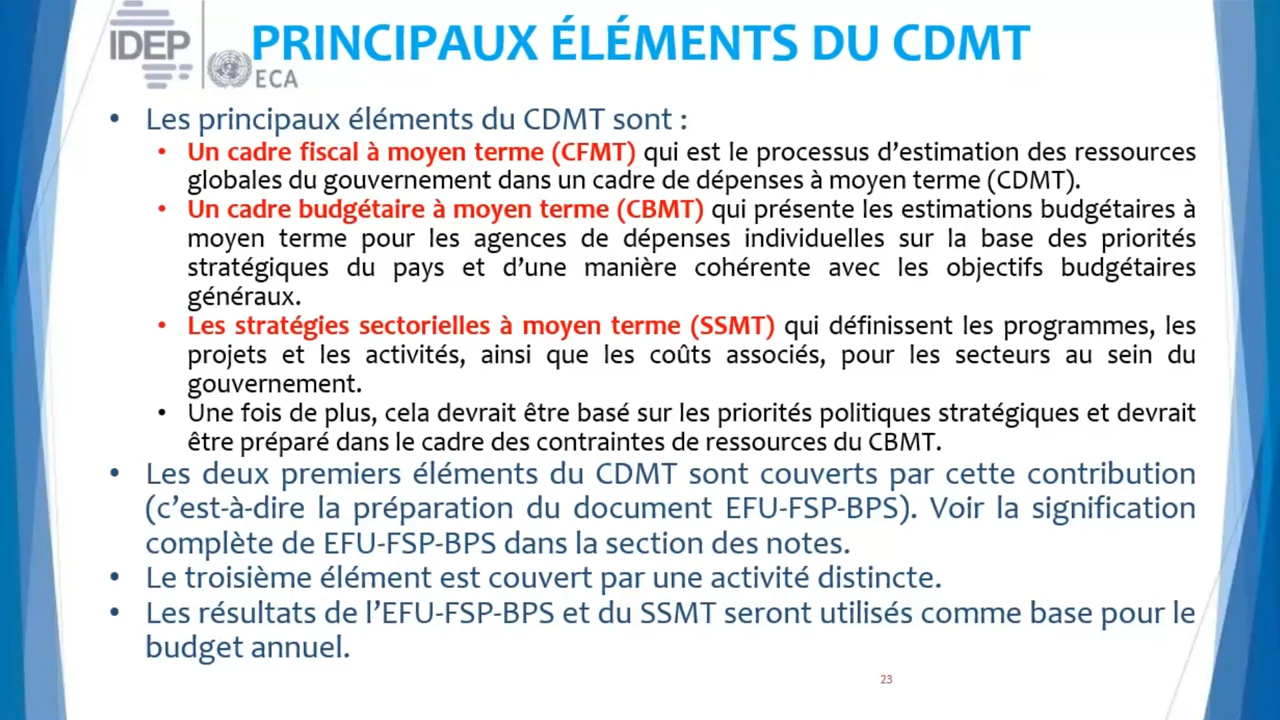 IDEP
ECA
PRINCIPAUX ÉLÉMENTS DU CDMT
• Les principaux éléments du CDMT sont :
• Un cadre fiscal à moyen terme (CFMT) qui est le processus d’estimation des ressources
globales du gouvernement dans un cadre de dépenses à moyen terme (CDMT).
• Un cadre budgétaire à moyen terme (CBMT) qui présente les estimations budgétaires à
moyen terme pour les agences de dépenses individuelles sur la base des priorités
stratégiques du pays et d’une manière cohérente avec les objectifs budgétaires
généraux.
• Les stratégies sectorielles à moyen terme (SSMT) qui définissent les programmes, les
projets et les activités, ainsi que les coûts associés, pour les secteurs au sein du
gouvernement.
• Une fois de plus, cela devrait être basé sur les priorités politiques stratégiques et devrait
être préparé dans le cadre des contraintes de ressources du CBMT.
• Les deux premiers éléments du CDMT sont couverts par cette contribution
(c’est-à-dire la préparation du document EFU-FSP-BPS). Voir la signification
complète de EFU-FSP-BPS dans la section des notes.
• Le troisième élément est couvert par une activité distincte.
• Les résultats de l’EFU-FSP-BPS et du SSMT seront utilisés comme base pour le
budget annuel.
23